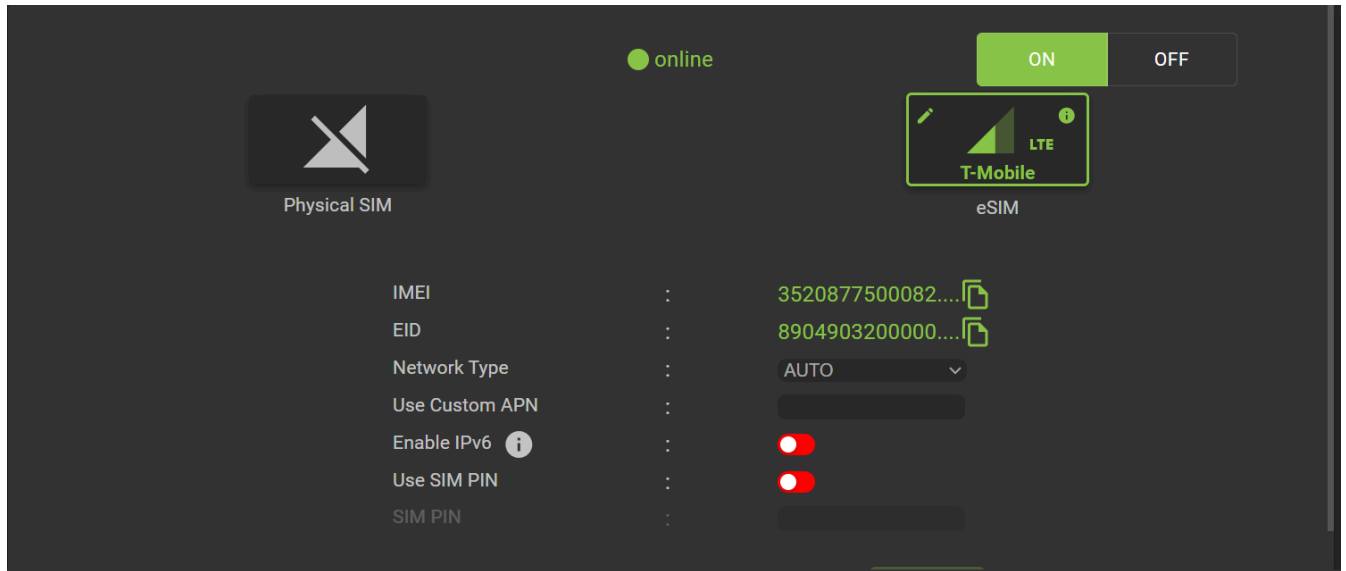 online
ON OFF
LTE
T-Mobile
Physical SIM
eSIM
IMEI : 3520877500082....
EID : 8904903200000....
Network Type : AUTO
Use Custom APN :
Enable IPv6 i :
Use SIM PIN :
SIM PIN :